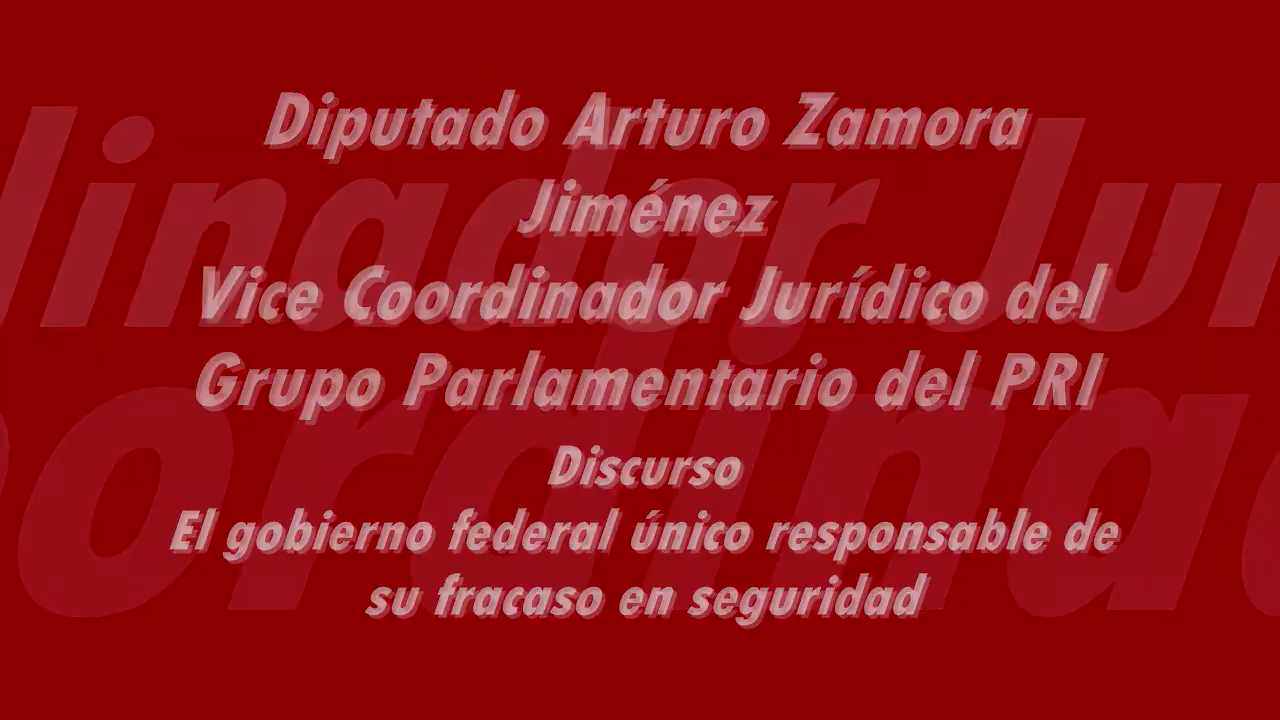 Diputado Arturo Zamora
Jiménez
Vice Coordinador Jurídico del
Grupo Parlamentario del PRI
Discurso
El gobierno federal único responsable de
su fracaso en seguridad